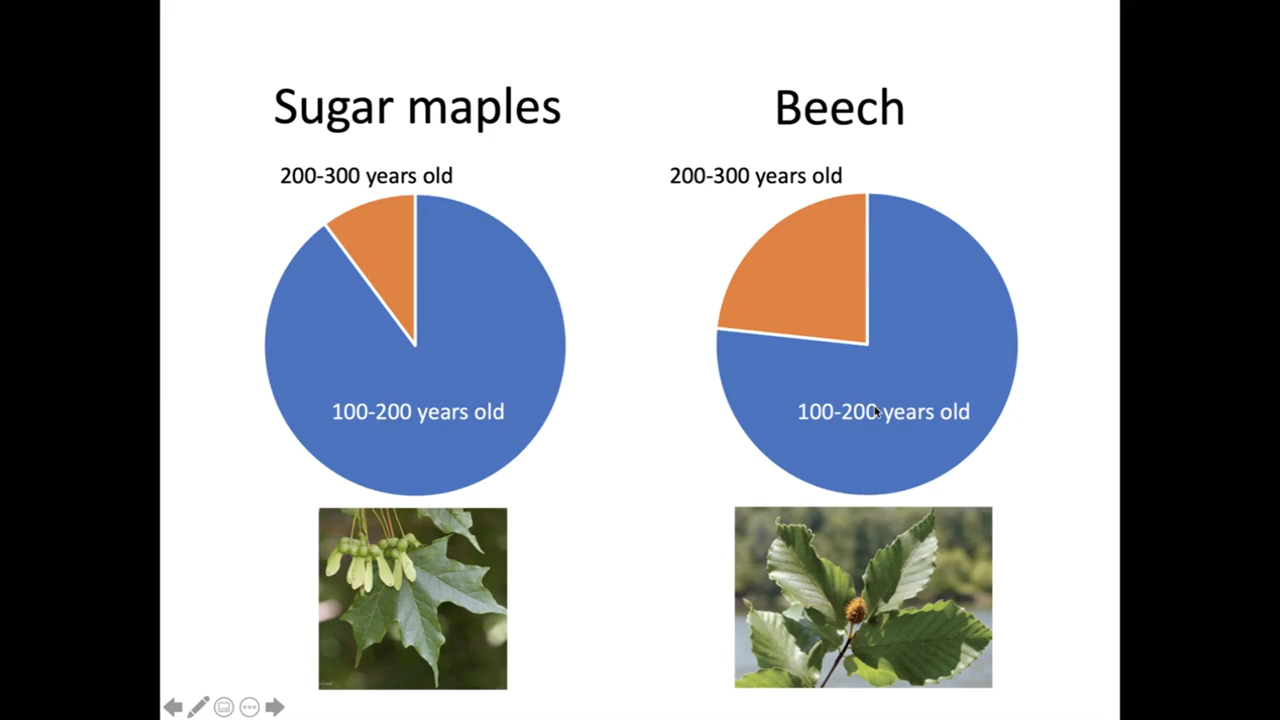 Sugar maples
200-300 years old
100-200 years old
Beech
200-300 years old
100-200 years old